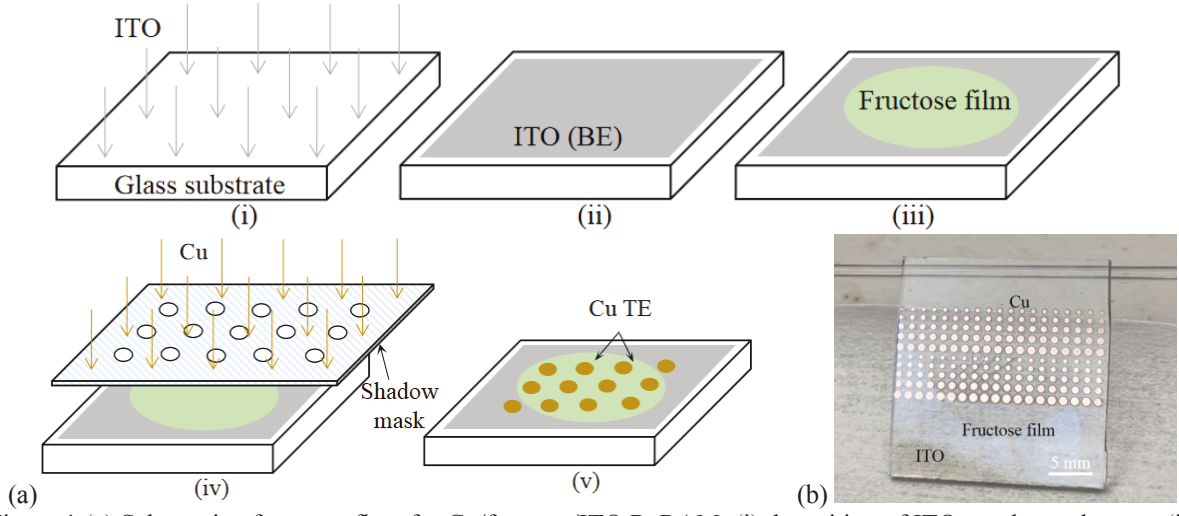 ITO
Glass substrate
(i)
ITO (BE)
(ii)
Fructose film
(iii)
Cu
Shadow
mask
(iv)
Cu TE
(v)
(a)
Cu
Fructose film
ITO
5 mm
(b)